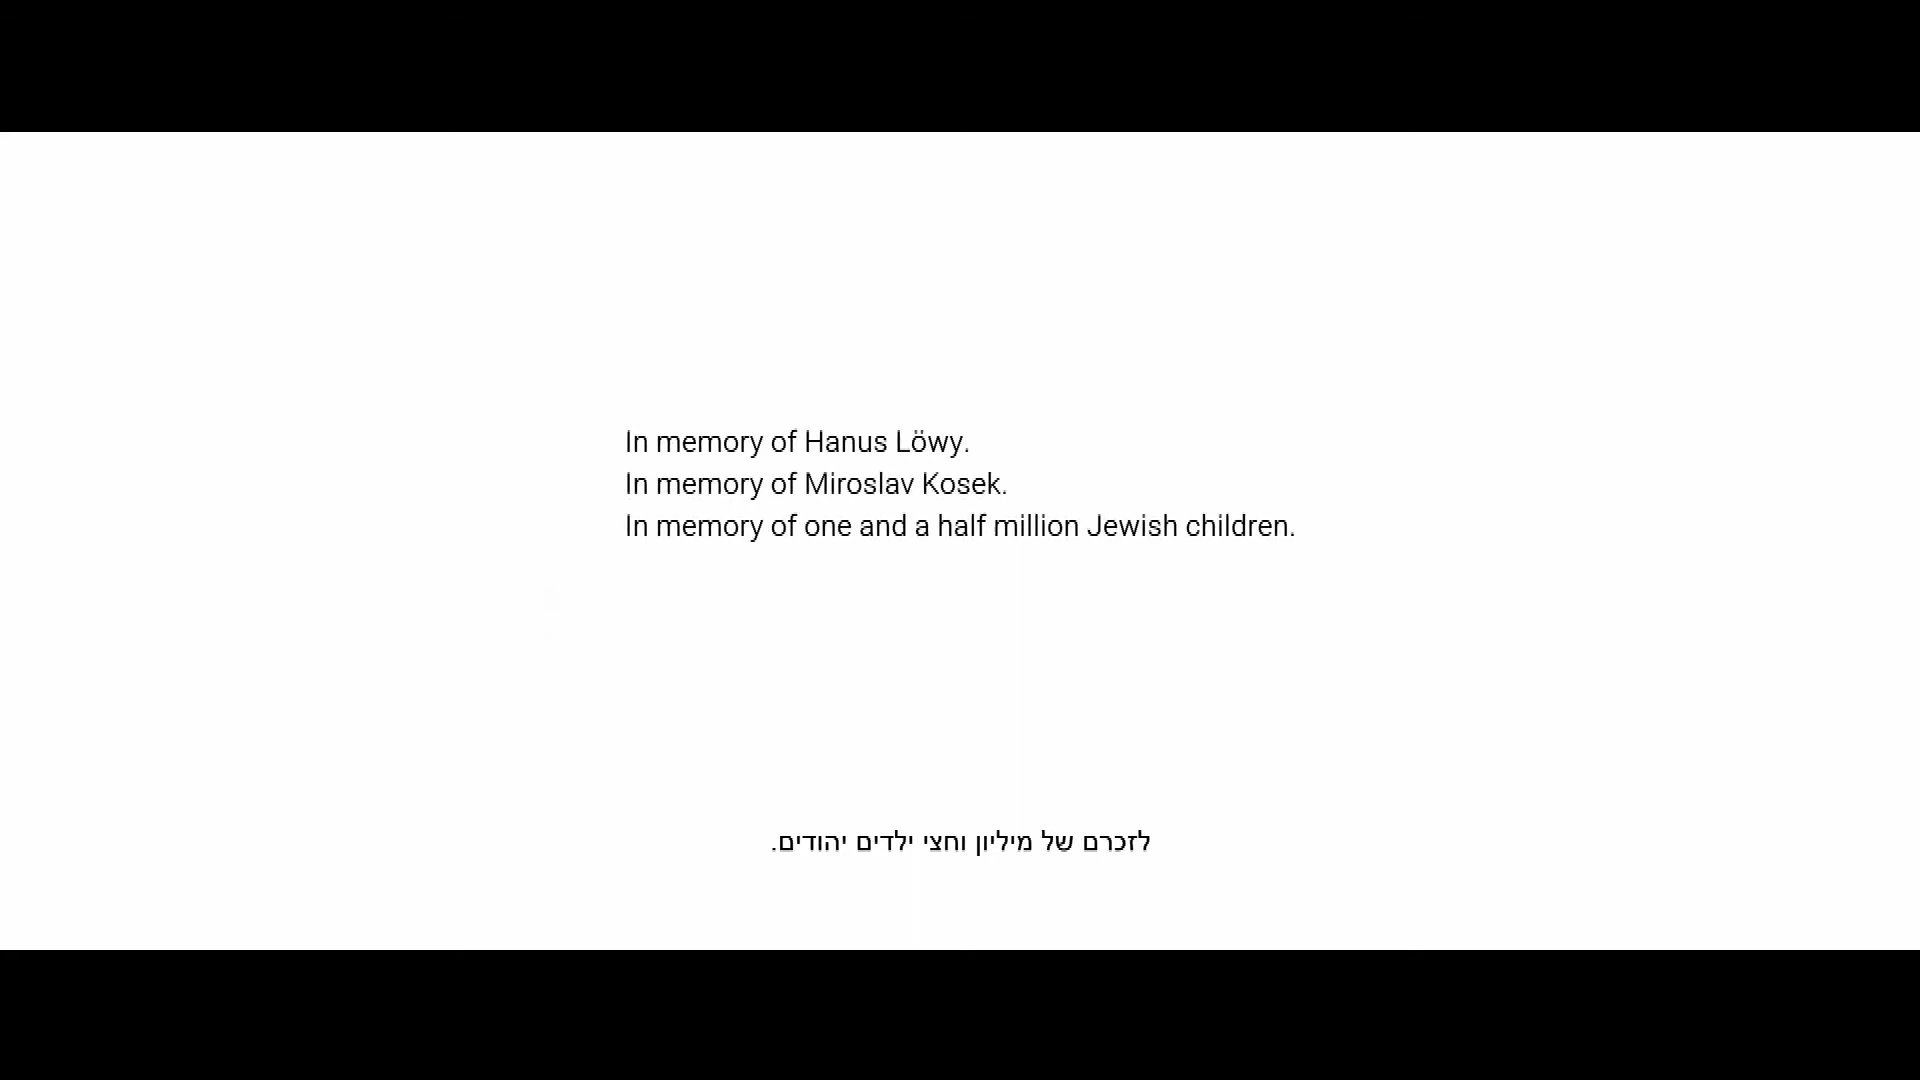 In memory of Hanus Löwy.
In memory of Miroslav Kosek.
In memory of one and a half million Jewish children.
לזכרם של מיליון וחצי ילדים יהודים.